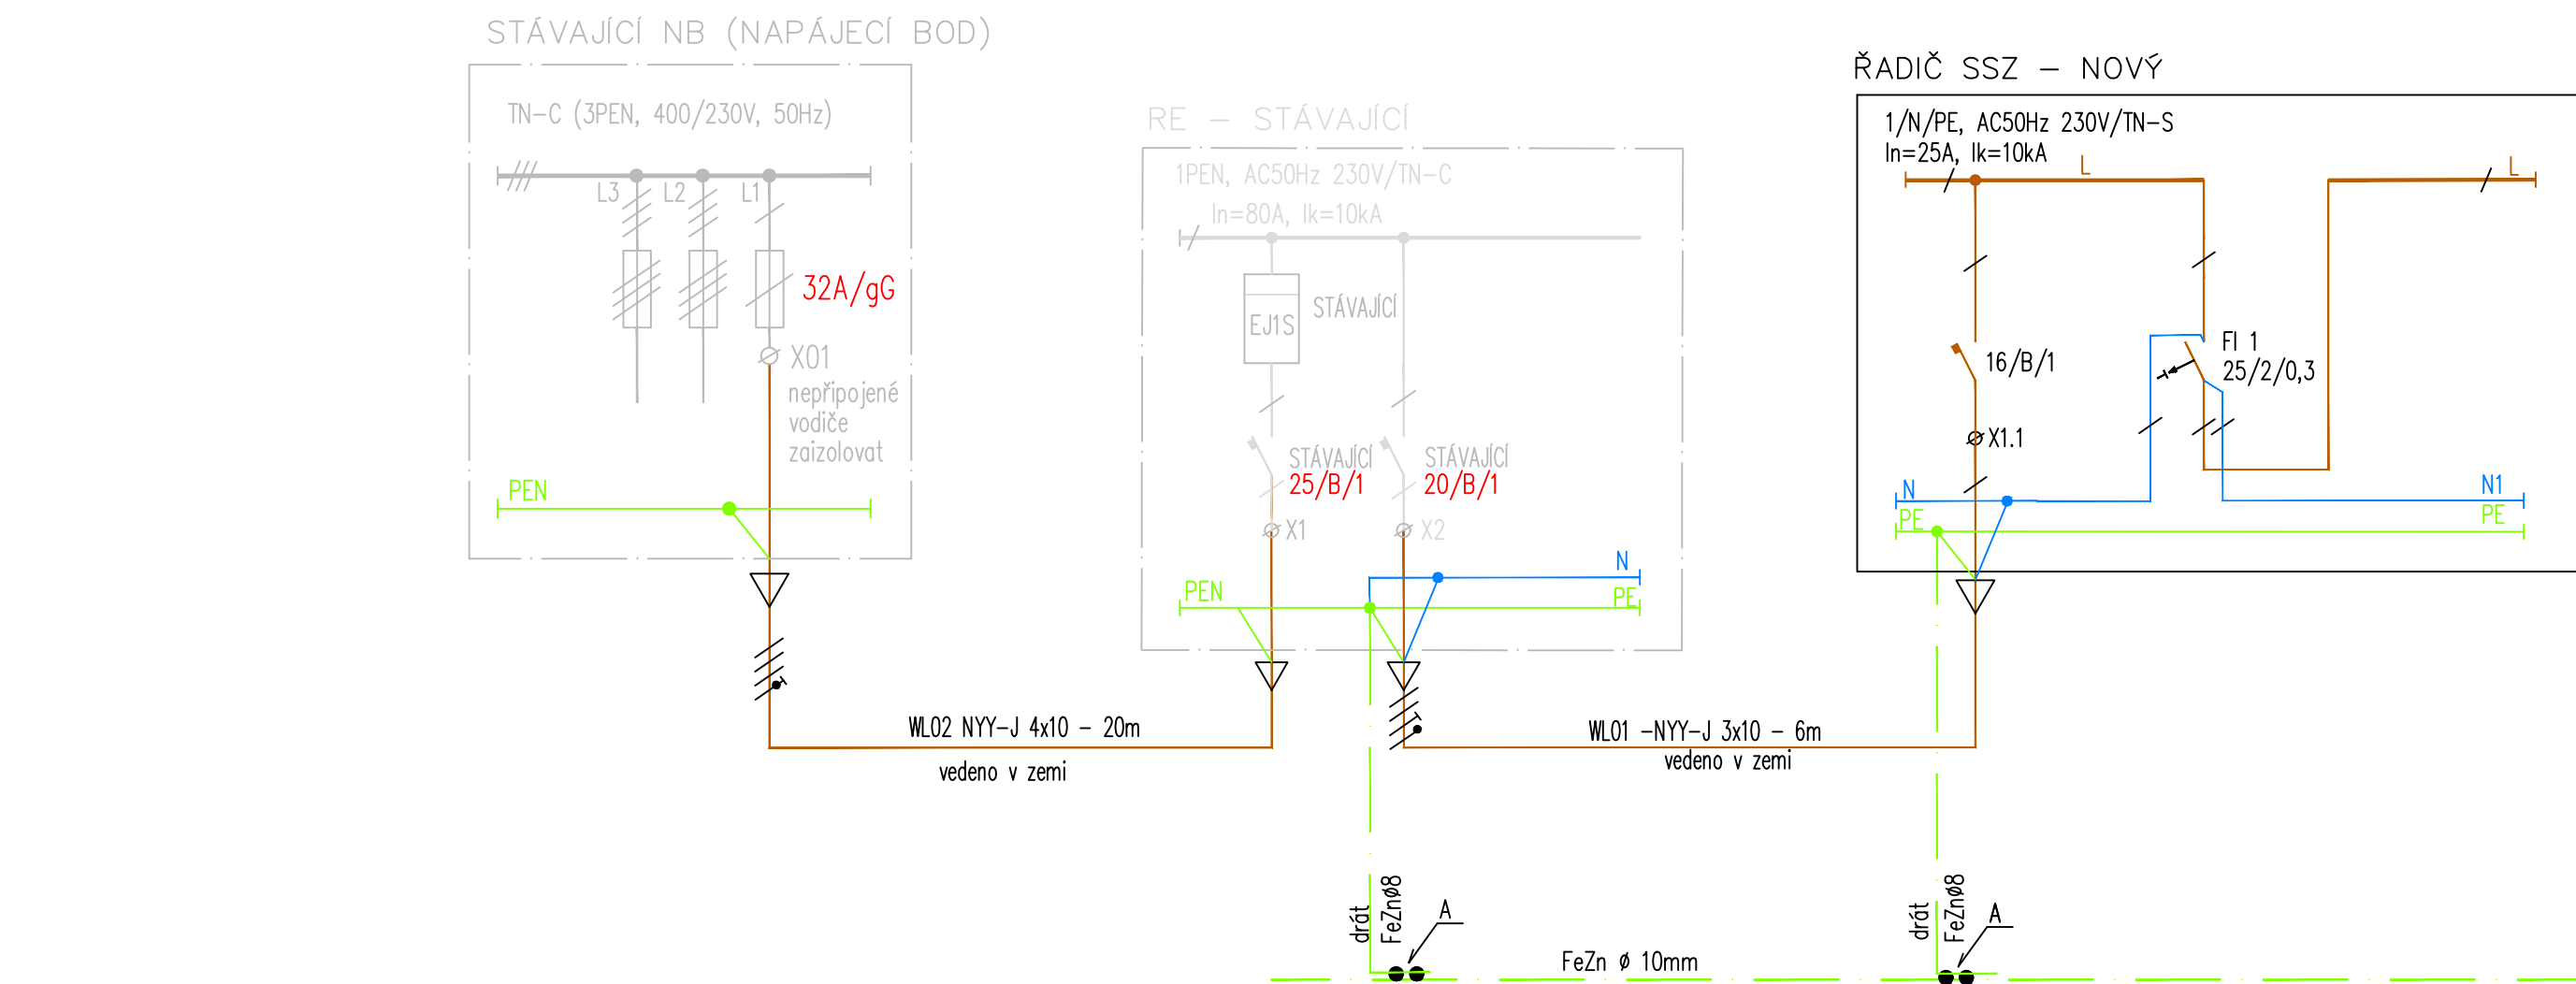 STÁVAJÍCÍ NB (NAPÁJECÍ BOD)
TN-C (3PEN, 400/230V, 50Hz)
L3
L2
L1
32A/gG
X01
nepřipojené
vodiče
zaizolovat
PEN
WL02 NYY-J 4x10 - 20m
vedeno v zemi
RE - STÁVAJÍCÍ
1PEN, AC50Hz 230V/TN-C
In=80A, Ik=10kA
EJ1S
STÁVAJÍCÍ
STÁVAJÍCÍ
25/B/1
STÁVAJÍCÍ
20/B/1
X1
X2
N
PEN
PE
WL01 -NYY-J 3x10 - 6m
vedeno v zemi
ŘADIČ SSZ - NOVÝ
1/N/PE, AC50Hz 230V/TN-S
In=25A, Ik=10kA
L
L
16/B/1
FI 1
25/2/0,3
X1.1
N
N1
PE
PE
drát
FeZnø8
A
FeZn ø 10mm
drát
FeZnø8
A